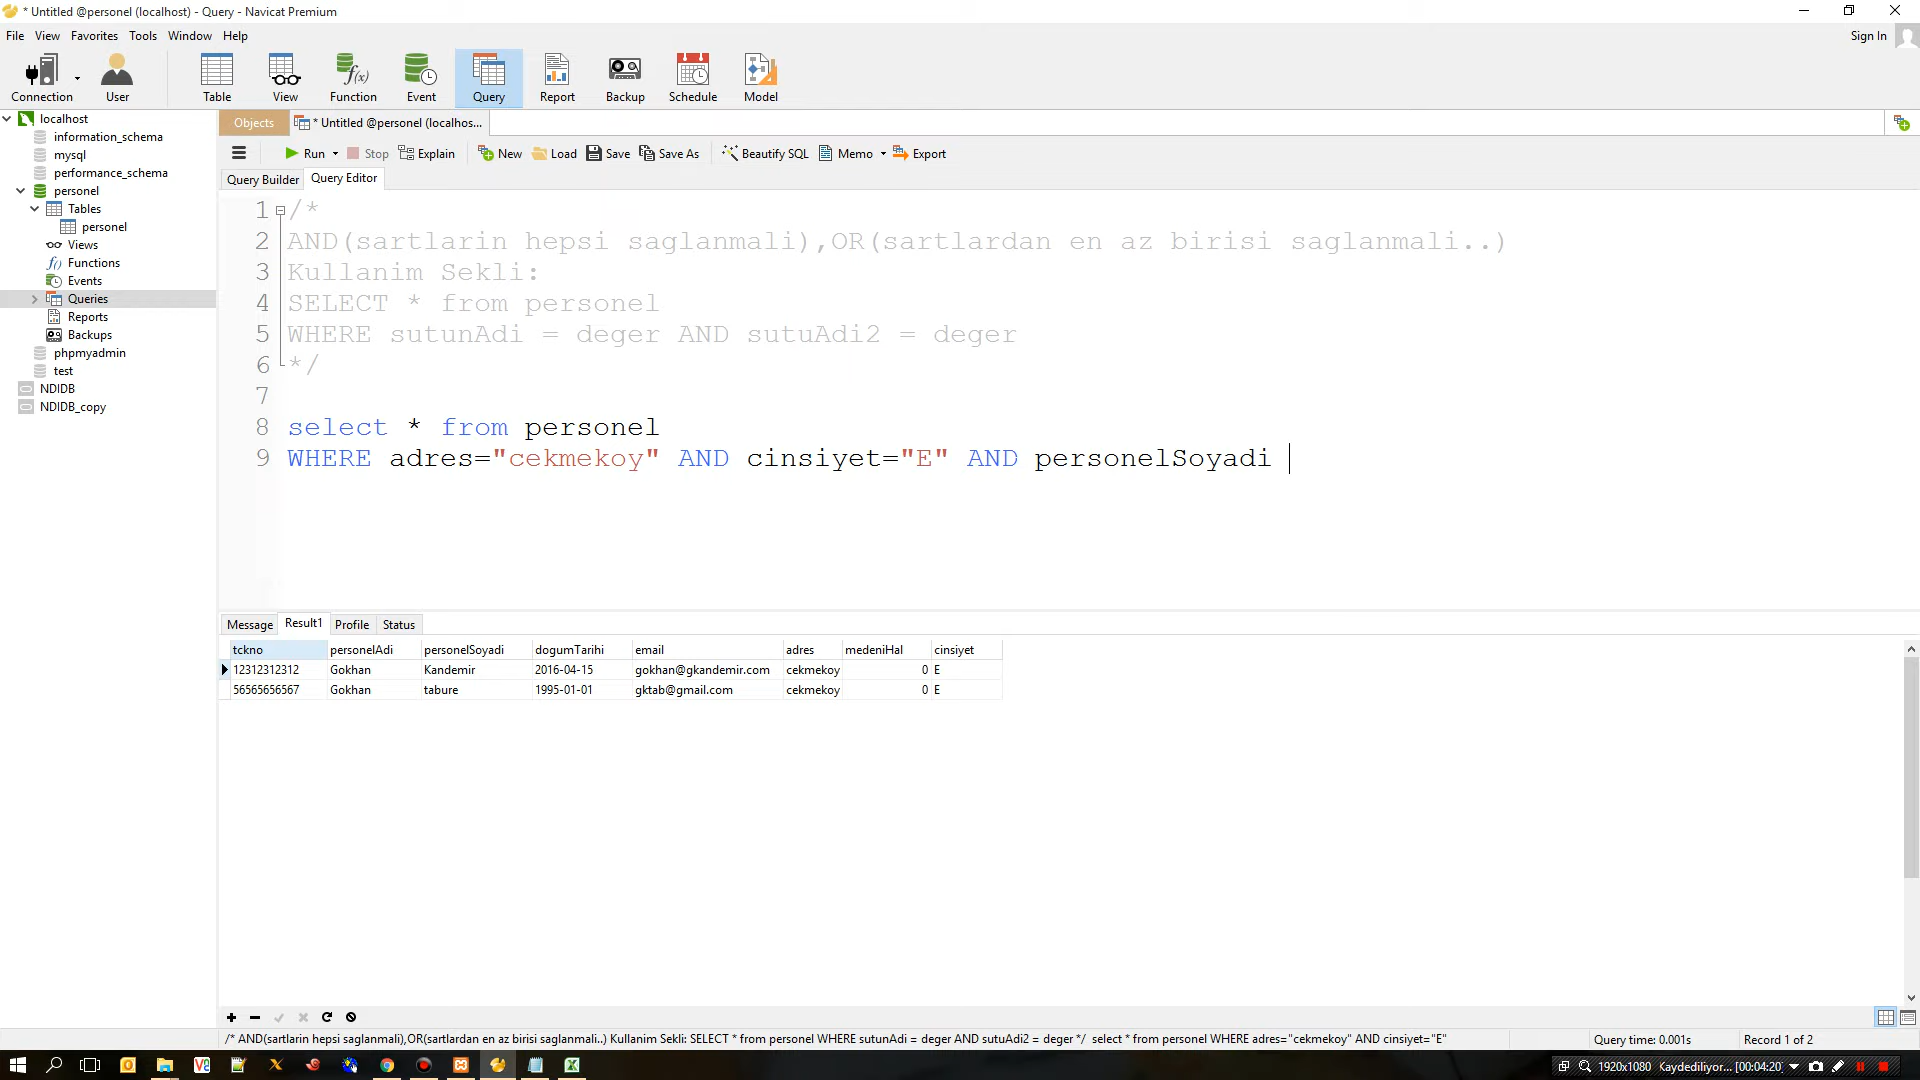 * Untitled @personel (localhost) - Query - Navicat Premium
File View Favorites Tools Window Help
Sign In
Connection User Table View Function Event Query Report Backup Schedule Model
localhost
information_schema
mysql
performance_schema
personel
Tables
personel
Views
Functions
Events
Queries
Reports
Backups
phpmyadmin
test
NDIDB
NDIDB_copy
Objects * Untitled @personel (localhos...
Run Stop Explain New Load Save Save As Beautify SQL Memo Export
Query Builder Query Editor
1 /*
2 AND(sartlarin hepsi saglanmali),OR(sartlardan en az birisi saglanmali..)
3 Kullanim Sekli:
4 SELECT * from personel
5 WHERE sutunAdi = deger AND sutuAdi2 = deger
6 */
7
8 select * from personel
9 WHERE adres="cekmekoy" AND cinsiyet="E" AND personelSoyadi
Message Result1 Profile Status
tckno personelAdi personelSoyadi dogumTarihi email adres medeniHal cinsiyet
12312312312 Gokhan Kandemir 2016-04-15 gokhan@gkandemir.com cekmekoy 0 E
56565656567 Gokhan tabure 1995-01-01 gktab@gmail.com cekmekoy 0 E
/* AND(sartlarin hepsi saglanmali),OR(sartlardan en az birisi saglanmali..) Kullanim Sekli: SELECT * from personel WHERE sutunAdi = deger AND sutuAdi2 = deger */ select * from personel WHERE adres="cekmekoy" AND cinsiyet="E"
Query time: 0.001s Record 1 of 2
1920x1080 Kaydediliyor... [00:04:20]